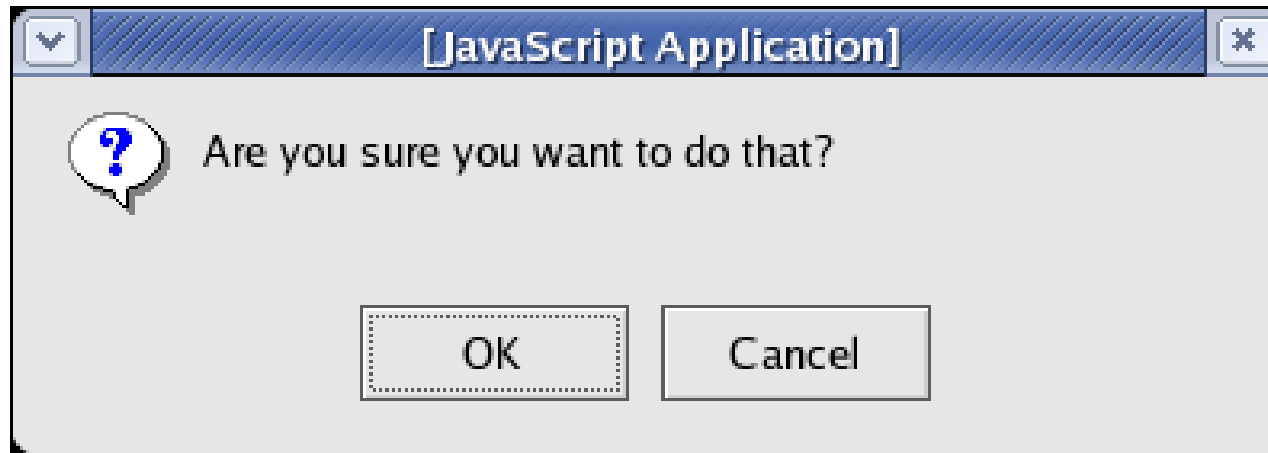 [JavaScript Application]
?
Are you sure you want to do that?
OK
Cancel